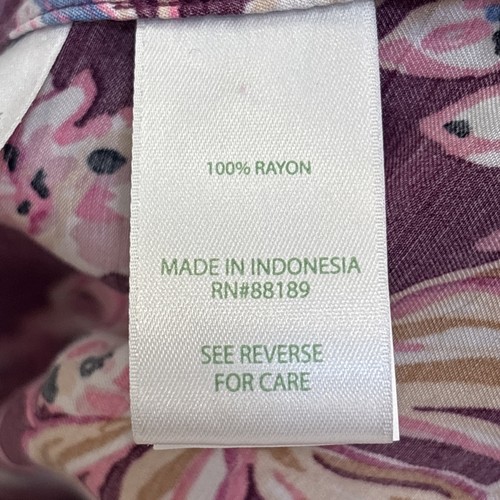 100% RAYON
MADE IN INDONESIA
RN#88189
SEE REVERSE
FOR CARE